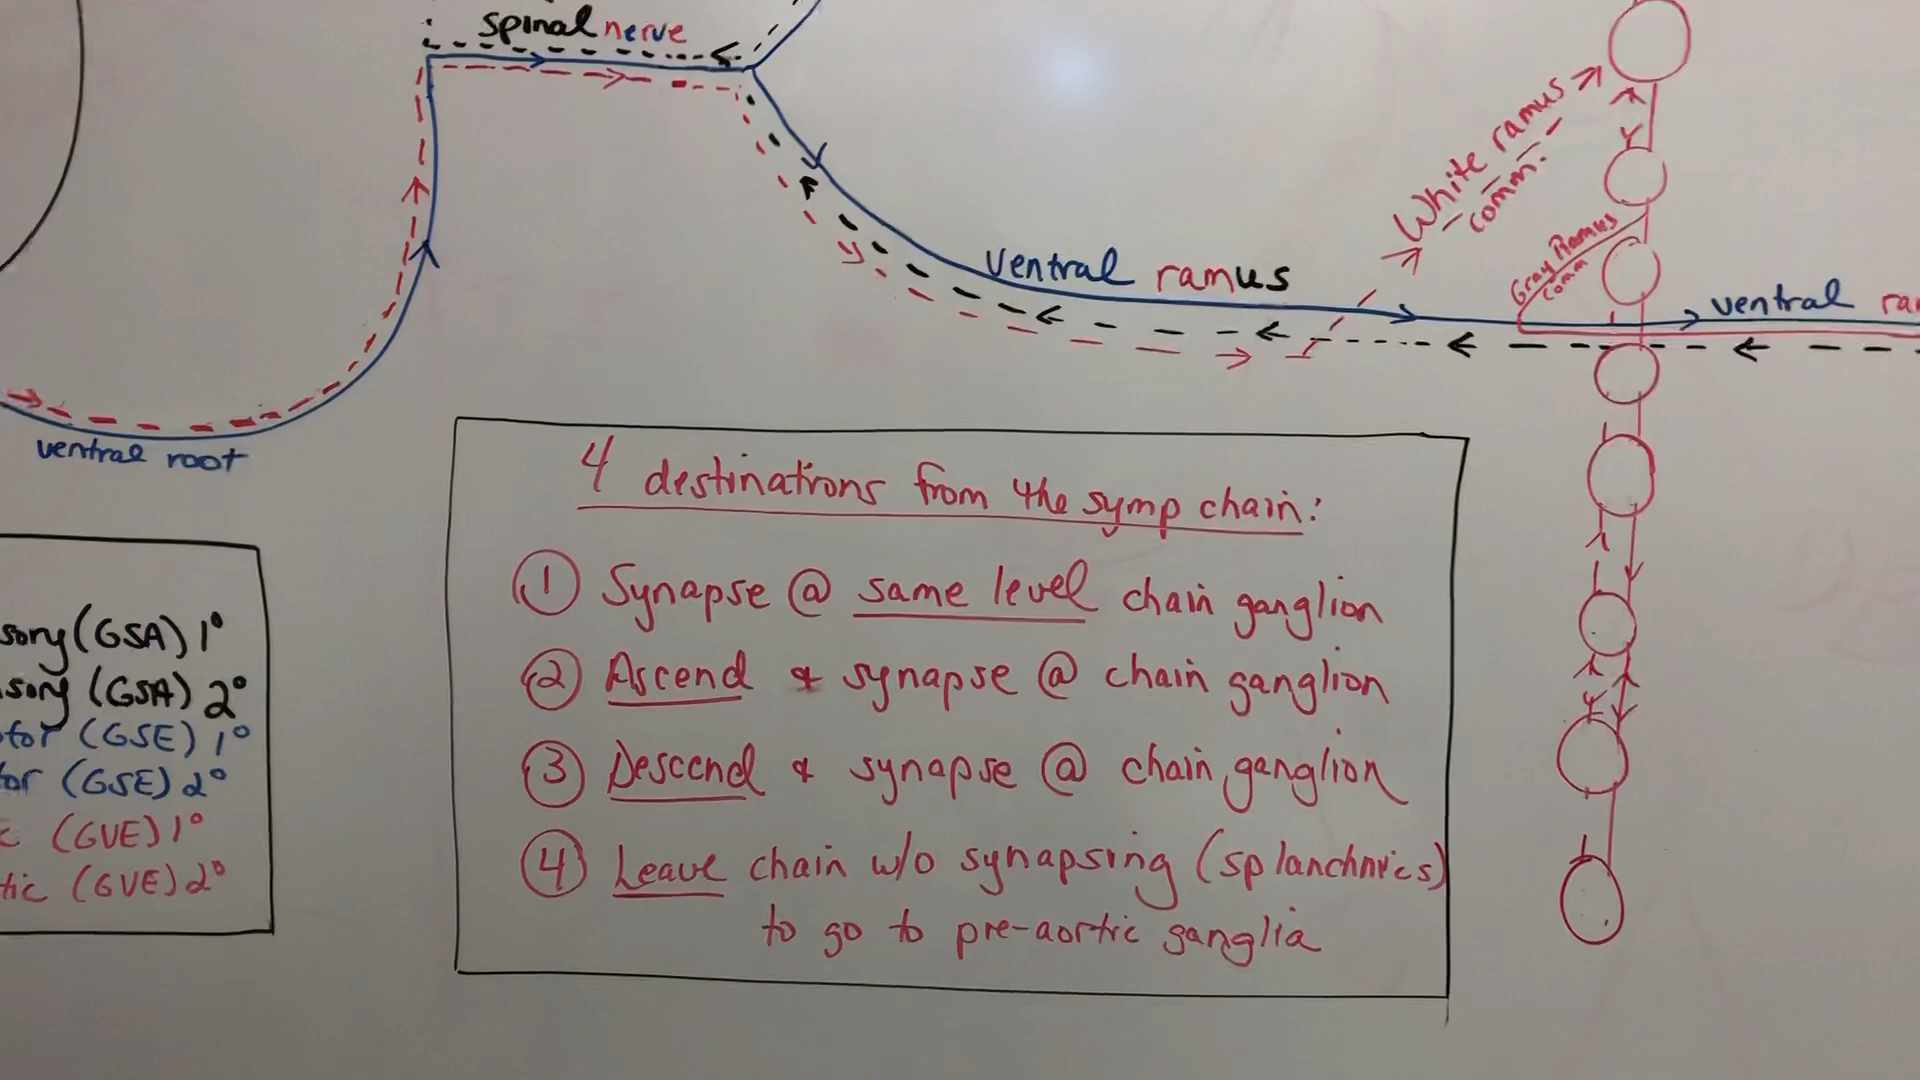 spinal nerve
White ramus
comm.
Gray Ramus
comm
ventral ramus
ventral ra
ventral root
4 destinations from the symp chain:
① Synapse @ same level chain ganglion
② Ascend & synapse @ chain ganglion
③ Descend & synapse @ chain ganglion
④ Leave chain w/o synapsing (splanchnics)
to go to pre-aortic ganglia
sory (GSA) 1°
nsory (GSA) 2°
tor (GSE) 1°
tor (GSE) 2°
c (GVE) 1°
tic (GVE) 2°